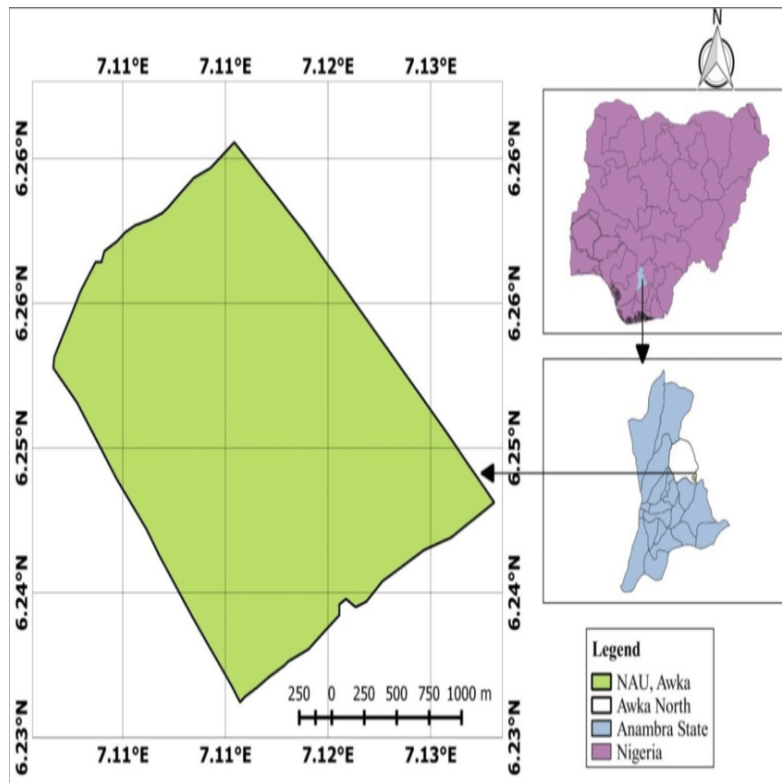 N
7.11°E 7.11°E 7.12°E 7.13°E
6.26°N 6.26°N
6.26°N 6.26°N
6.25°N 6.25°N
6.24°N 6.24°N
6.23°N 6.23°N
250 0 250 500 750 1000 m
7.11°E 7.11°E 7.12°E 7.13°E
Legend
NAU, Awka
Awka North
Anambra State
Nigeria